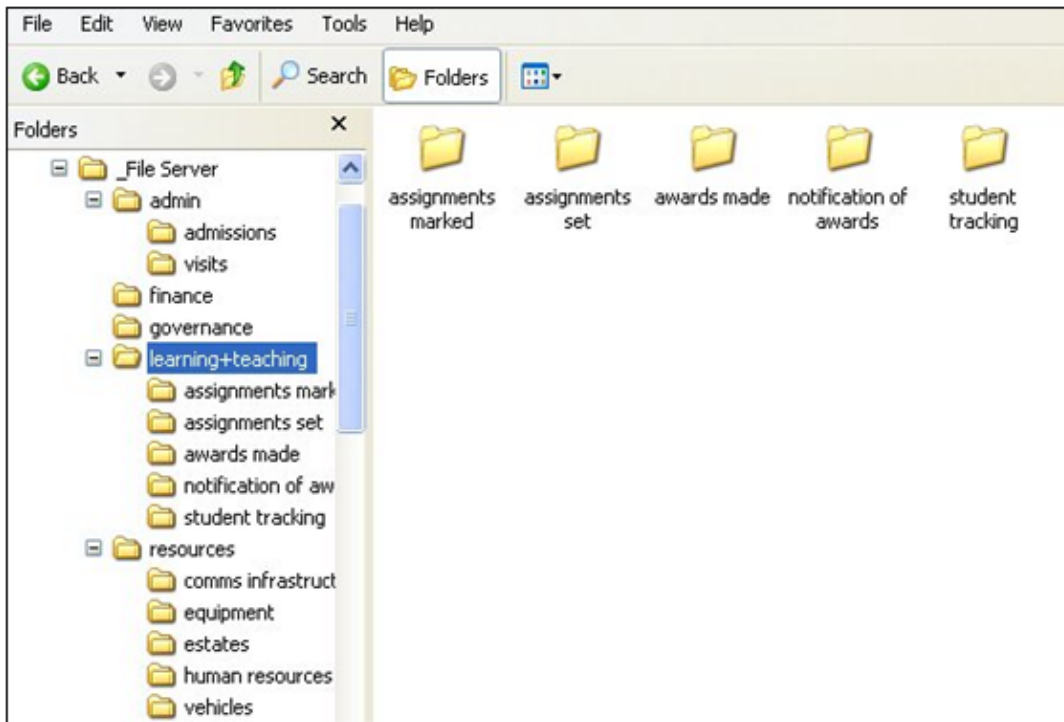 File Edit View Favorites Tools Help
Back Search Folders
Folders
_File Server
admin
admissions
visits
finance
governance
learning+teaching
assignments mark
assignments set
awards made
notification of aw
student tracking
resources
comms infrastruct
equipment
estates
human resources
vehicles
assignments marked
assignments set
awards made
notification of awards
student tracking